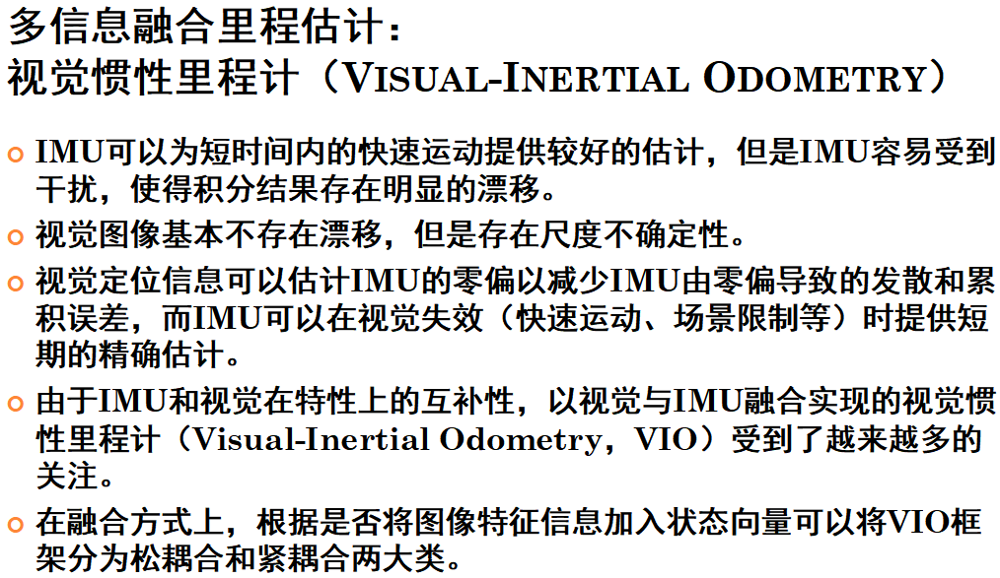 多信息融合里程估计：
视觉惯性里程计（VISUAL-INERTIAL ODOMETRY）
IMU可以为短时间内的快速运动提供较好的估计，但是IMU容易受到
干扰，使得积分结果存在明显的漂移。
视觉图像基本不存在漂移，但是存在尺度不确定性。
视觉定位信息可以估计IMU的零偏以减少IMU由零偏导致的发散和累
积误差，而IMU可以在视觉失效（快速运动、场景限制等）时提供短
期的精确估计。
由于IMU和视觉在特性上的互补性，以视觉与IMU融合实现的视觉惯
性里程计（Visual-Inertial Odometry，VIO）受到了越来越多的
关注。
在融合方式上，根据是否将图像特征信息加入状态向量可以将VIO框
架分为松耦合和紧耦合两大类。